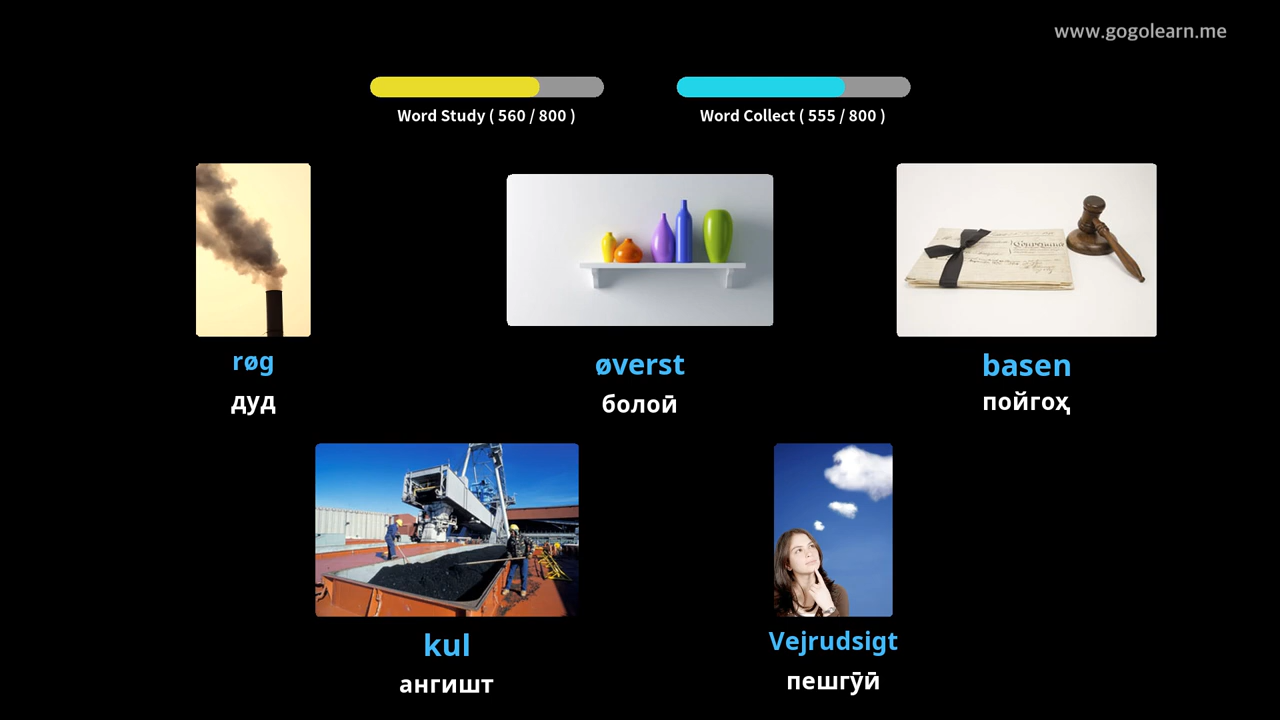 www.gogolearn.me
Word Study ( 560 / 800 )
Word Collect ( 555 / 800 )
røg
øverst
basen
дуд
болоӣ
пойгоҳ
kul
Vejrudsigt
ангишт
пешгӯӣ